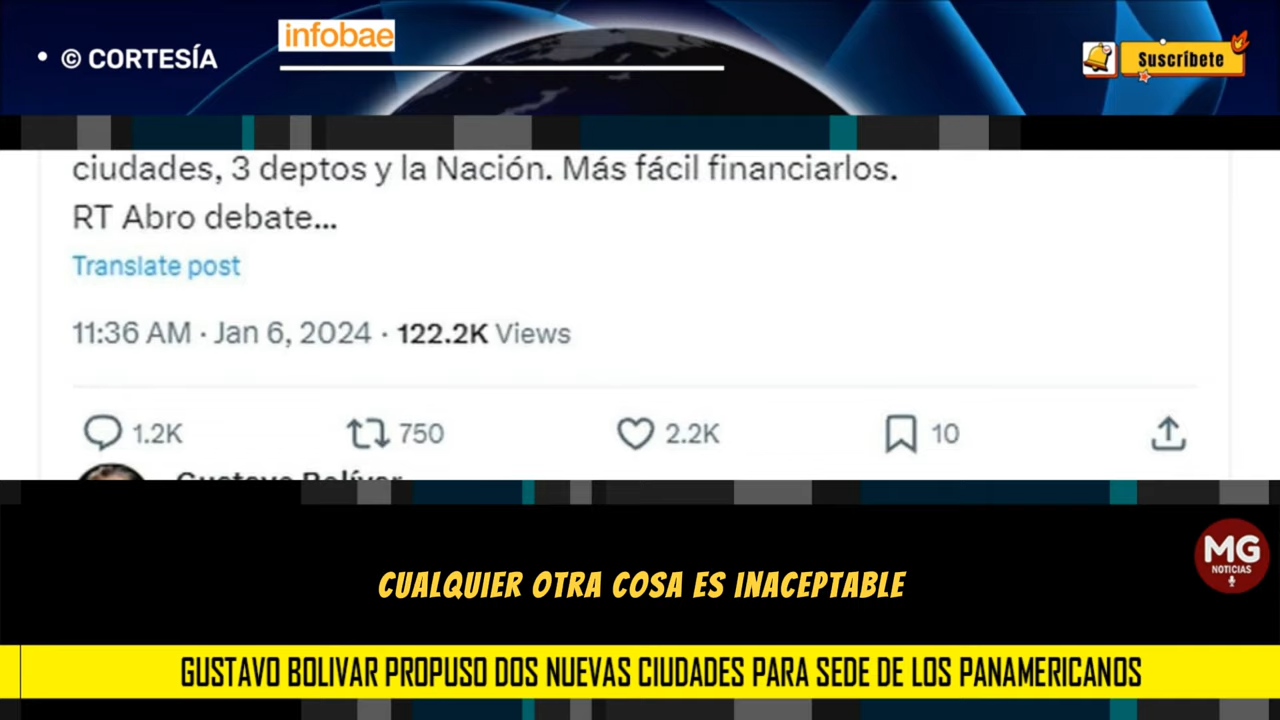 © CORTESÍA
infobae
Suscríbete
ciudades, 3 deptos y la Nación. Más fácil financiarlos.
RT Abro debate...
Translate post
11:36 AM · Jan 6, 2024 · 122.2K Views
1.2K 750 2.2K 10
Gustavo Bolívar
MG
NOTICIAS
CUALQUIER OTRA COSA ES INACEPTABLE
GUSTAVO BOLIVAR PROPUSO DOS NUEVAS CIUDADES PARA SEDE DE LOS PANAMERICANOS